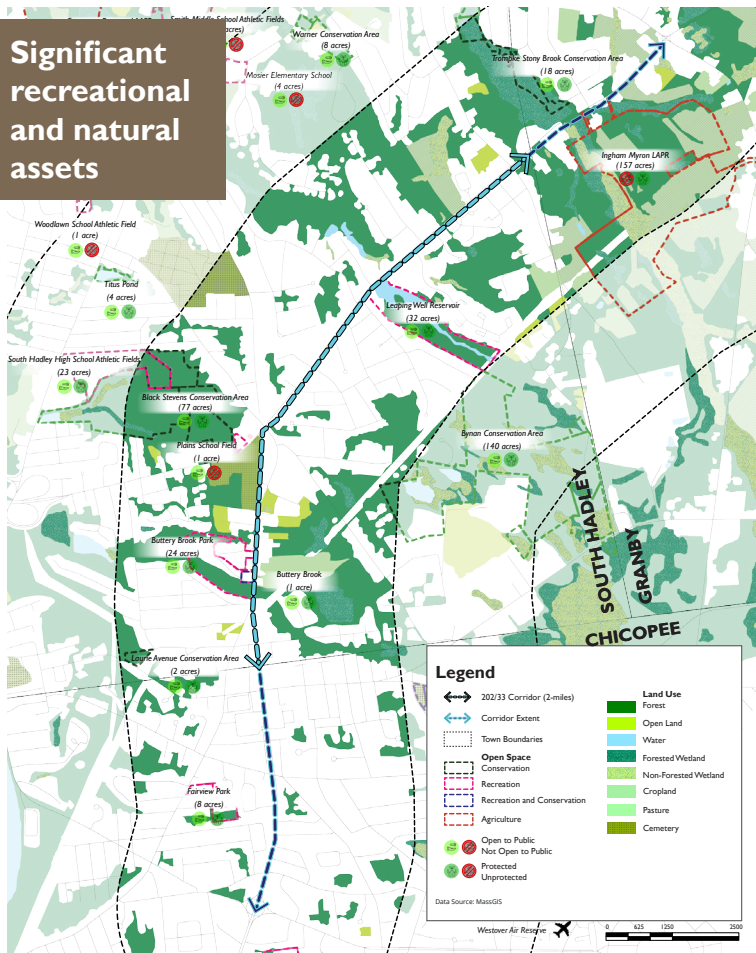 Significant
recreational
and natural
assets
Smith Middle School Athletic Fields
Warner Conservation Area
(8 acres)
Mosier Elementary School
(4 acres)
Trompke Stony Brook Conservation Area
(18 acres)
Ingham Myron LAPR
(157 acres)
Woodlawn School Athletic Field
(1 acre)
Titus Pond
(4 acres)
Leaping Well Reservoir
(32 acres)
South Hadley High School Athletic Fields
(23 acres)
Black Stevens Conservation Area
(77 acres)
Plains School Field
(1 acre)
Bynan Conservation Area
(140 acres)
Buttery Brook Park
(24 acres)
Buttery Brook
(1 acre)
SOUTH HADLEY
GRANBY
CHICOPEE
Laurie Avenue Conservation Area
(2 acres)
Fairview Park
(8 acres)
Legend
202/33 Corridor (2-miles)
Corridor Extent
Town Boundaries
Open Space
Conservation
Recreation
Recreation and Conservation
Agriculture
Open to Public
Not Open to Public
Protected
Unprotected
Land Use
Forest
Open Land
Water
Forested Wetland
Non-Forested Wetland
Cropland
Pasture
Cemetery
Data Source: MassGIS
Westover Air Reserve
0 625 1250 2500